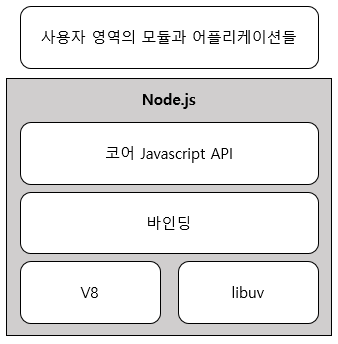 사용자 영역의 모듈과 어플리케이션들
Node.js
코어 Javascript API
바인딩
V8
libuv